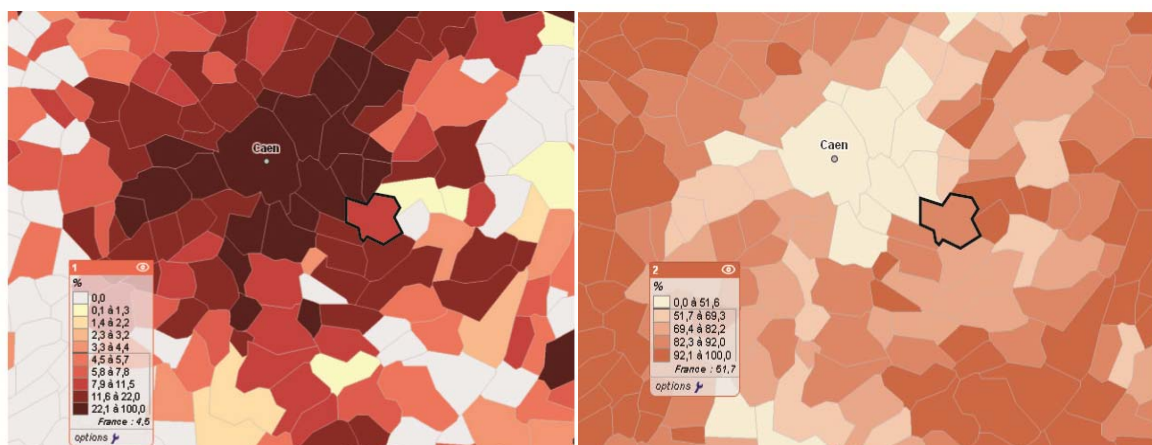 Caen
1
%
0,0
0,1 à 1,3
1,4 à 2,2
2,3 à 3,2
3,3 à 4,4
4,5 à 5,7
5,8 à 7,8
7,9 à 11,5
11,6 à 22,0
22,1 à 100,0
France : 4,5
options
Caen
2
%
0,0 à 51,6
51,7 à 69,3
69,4 à 82,2
82,3 à 92,0
92,1 à 100,0
France : 51,7
options